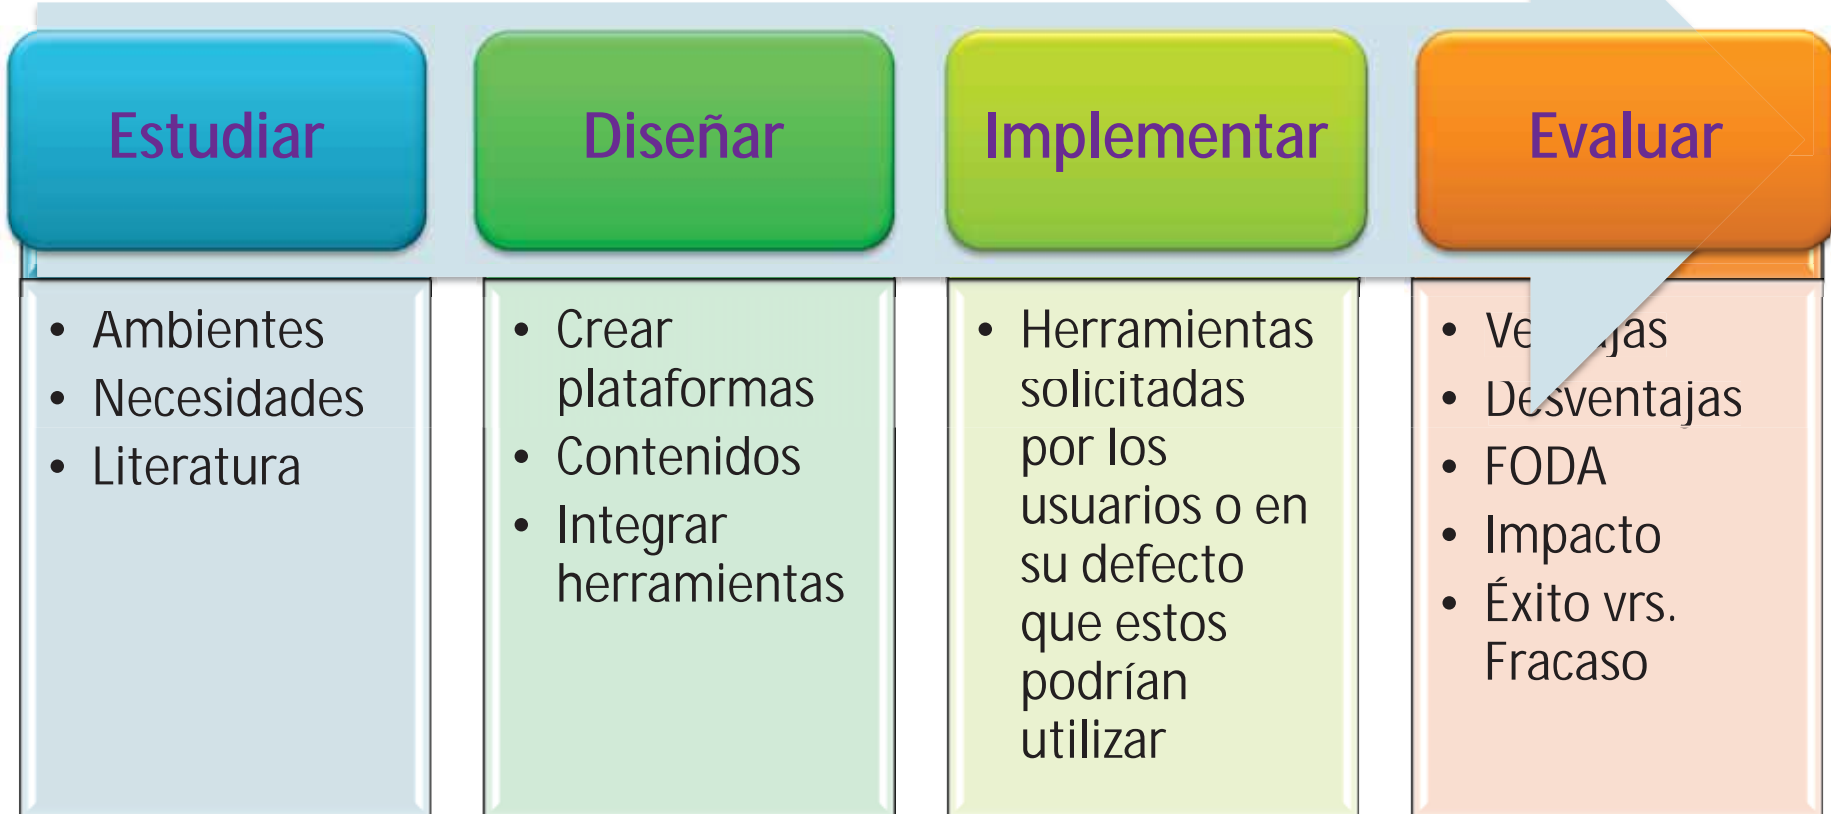 Estudiar
• Ambientes
• Necesidades
• Literatura
Diseñar
• Crear
plataformas
• Contenidos
• Integrar
herramientas
Implementar
• Herramientas
solicitadas
por los
usuarios o en
su defecto
que estos
podrían
utilizar
Evaluar
• Desventajas
• FODA
• Impacto
• Éxito vrs.
Fracaso